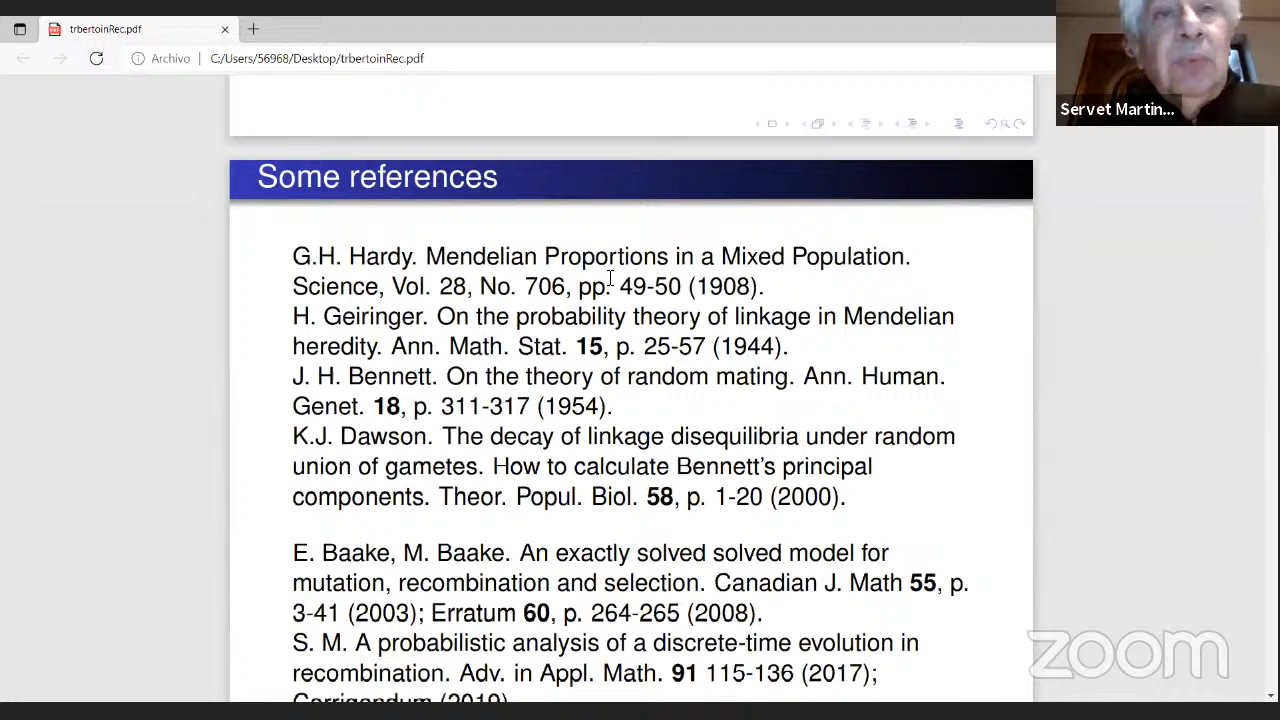 trbertoinRec.pdf
Archivo
C:/Users/56968/Desktop/trbertoinRec.pdf
Servet Martin...
Some references
G.H. Hardy. Mendelian Proportions in a Mixed Population.
Science, Vol. 28, No. 706, pp. 49-50 (1908).
H. Geiringer. On the probability theory of linkage in Mendelian
heredity. Ann. Math. Stat. 15, p. 25-57 (1944).
J. H. Bennett. On the theory of random mating. Ann. Human.
Genet. 18, p. 311-317 (1954).
K.J. Dawson. The decay of linkage disequilibria under random
union of gametes. How to calculate Bennett's principal
components. Theor. Popul. Biol. 58, p. 1-20 (2000).
E. Baake, M. Baake. An exactly solved solved model for
mutation, recombination and selection. Canadian J. Math 55, p.
3-41 (2003); Erratum 60, p. 264-265 (2008).
S. M. A probabilistic analysis of a discrete-time evolution in
recombination. Adv. in Appl. Math. 91 115-136 (2017);
Corrigendum (2019)
zoom